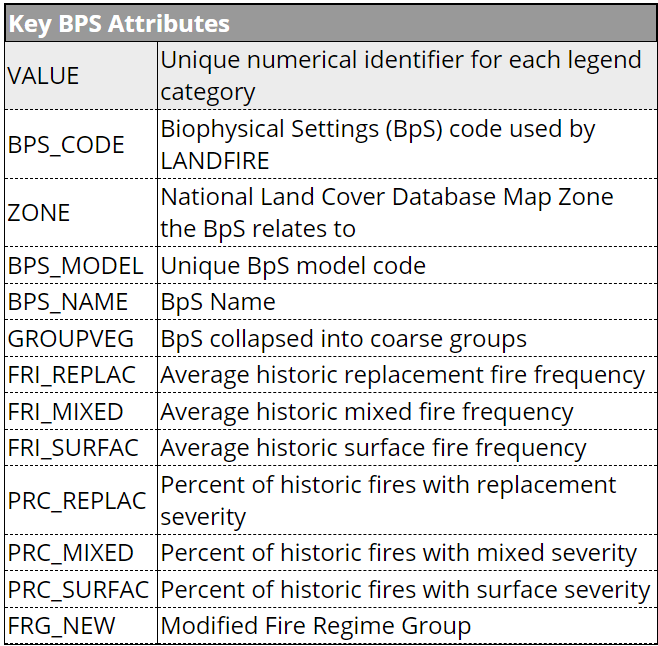 Key BPS Attributes
VALUE
Unique numerical identifier for each legend
category
BPS_CODE
Biophysical Settings (BpS) code used by
LANDFIRE
ZONE
National Land Cover Database Map Zone
the BpS relates to
BPS_MODEL
Unique BpS model code
BPS_NAME
BpS Name
GROUPVEG
BpS collapsed into coarse groups
FRI_REPLAC
Average historic replacement fire frequency
FRI_MIXED
Average historic mixed fire frequency
FRI_SURFAC
Average historic surface fire frequency
PRC_REPLAC
Percent of historic fires with replacement
severity
PRC_MIXED
Percent of historic fires with mixed severity
PRC_SURFAC
Percent of historic fires with surface severity
FRG_NEW
Modified Fire Regime Group